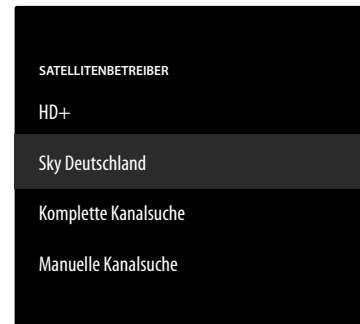 SATELLITENBETREIBER
HD+
Sky Deutschland
Komplette Kanalsuche
Manuelle Kanalsuche